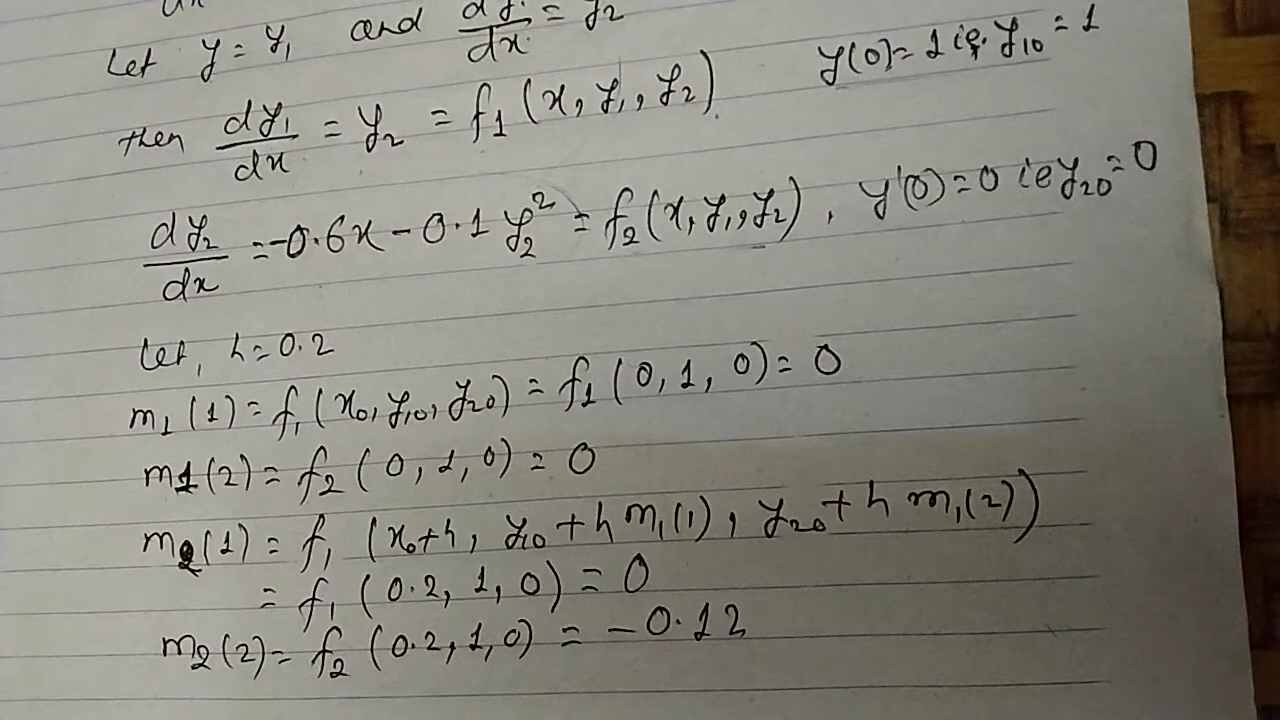 Let y = y₁ and dy₁/dx = y₂
then dy₁/dx = y₂ = f₁(x, y₁, y₂) y(0) = 1 ie. y₁₀ = 1
dy₂/dx = -0.6x - 0.1 y₂² = f₂(x, y₁, y₂), y'(0) = 0 ie y₂₀ = 0
Let, h = 0.2
m₁(1) = f₁(x₀, y₁₀, y₂₀) = f₁(0, 1, 0) = 0
m₁(2) = f₂(0, 1, 0) = 0
m₂(1) = f₁(x₀+h, y₁₀+h m₁(1), y₂₀+h m₁(2))
= f₁(0.2, 1, 0) = 0
m₂(2) = f₂(0.2, 1, 0) = -0.12